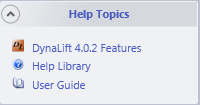 Help Topics
DynaLift 4.0.2 Features
Help Library
User Guide